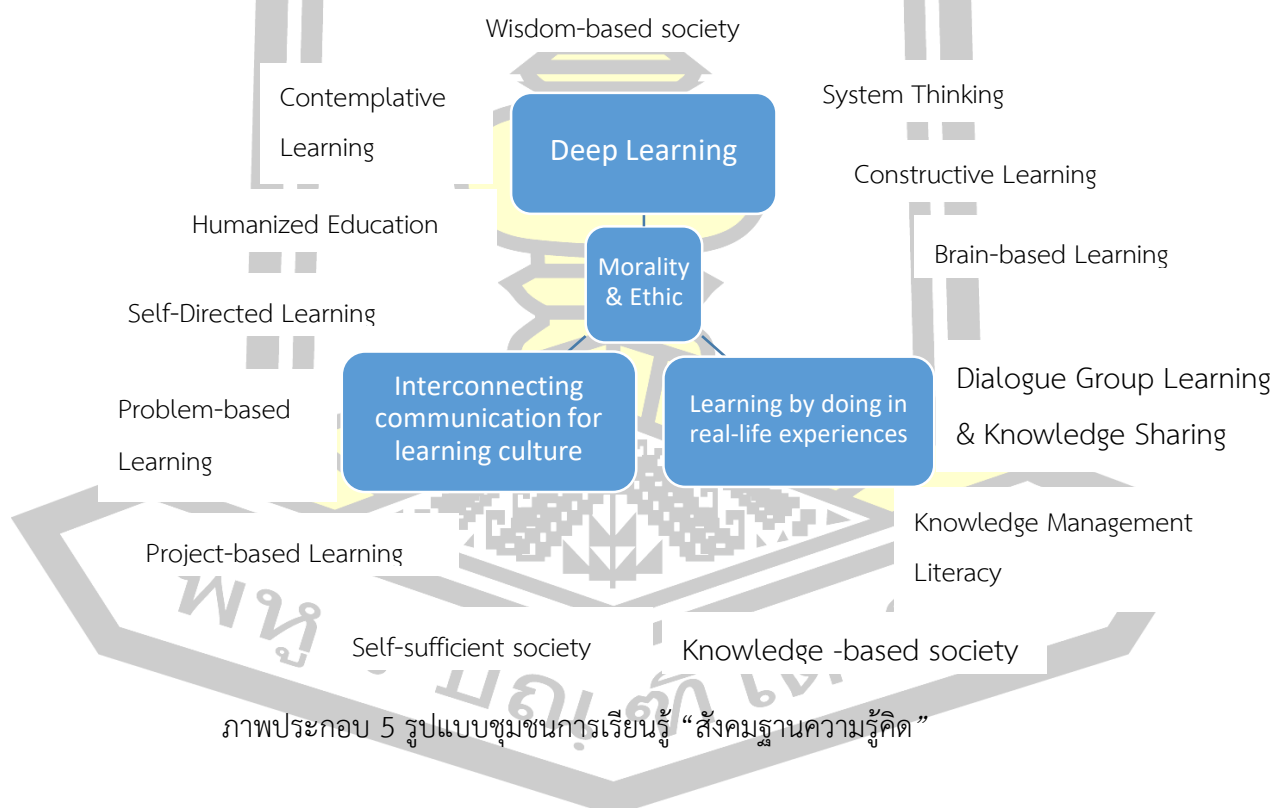 Wisdom-based society
Contemplative
Learning
Deep Learning
System Thinking
Constructive Learning
Humanized Education
Morality
& Ethic
Brain-based Learning
Self-Directed Learning
Interconnecting
communication for
learning culture
Learning by doing in
real-life experiences
Dialogue Group Learning
& Knowledge Sharing
Problem-based
Learning
Knowledge Management
Literacy
Project-based Learning
พหุ
Self-sufficient society
Knowledge -based society
ภาพประกอบ 5 รูปแบบชุมชนการเรียนรู้ “สังคมฐานความรู้คิด”